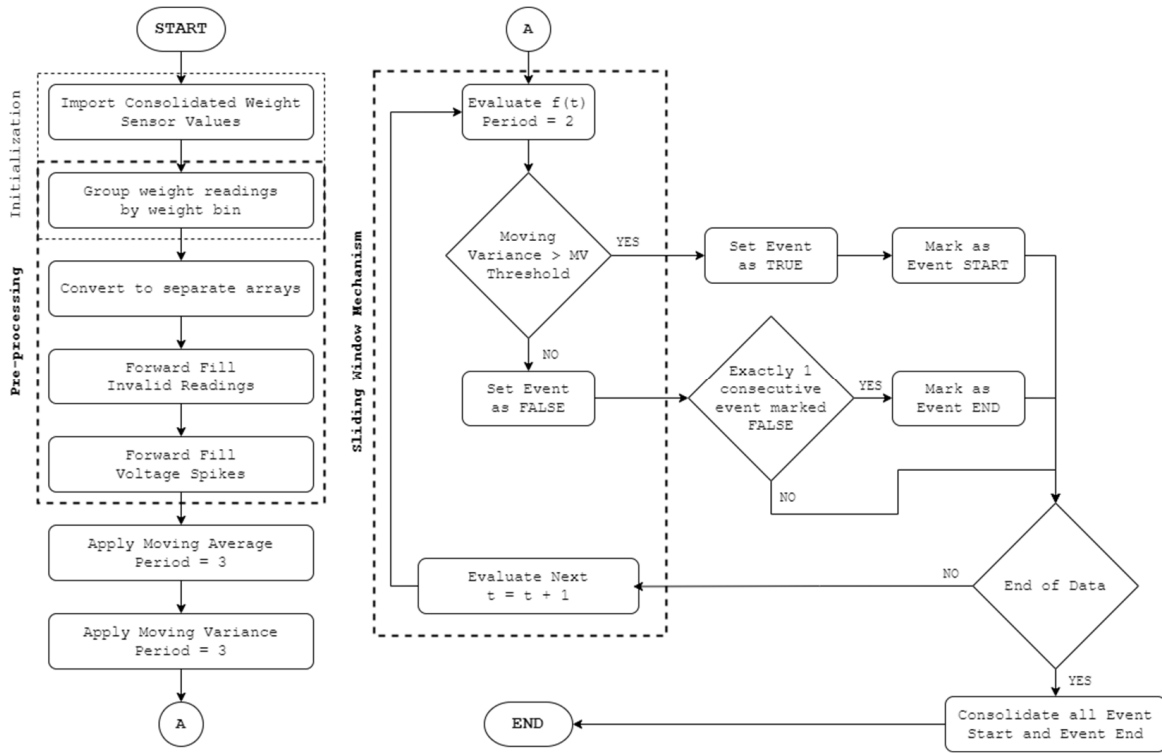 START
Initialization
Import Consolidated Weight
Sensor Values
Group weight readings
by weight bin
Pre-processing
Convert to separate arrays
Forward Fill
Invalid Readings
Forward Fill
Voltage Spikes
Apply Moving Average
Period = 3
Apply Moving Variance
Period = 3
A
A
Sliding Window Mechanism
Evaluate f(t)
Period = 2
Moving
Variance > MV
Threshold
YES
Set Event
as TRUE
Mark as
Event START
NO
Set Event
as FALSE
Exactly 1
consecutive
event marked
FALSE
YES
Mark as
Event END
NO
End of Data
NO
Evaluate Next
t = t + 1
YES
Consolidate all Event
Start and Event End
END